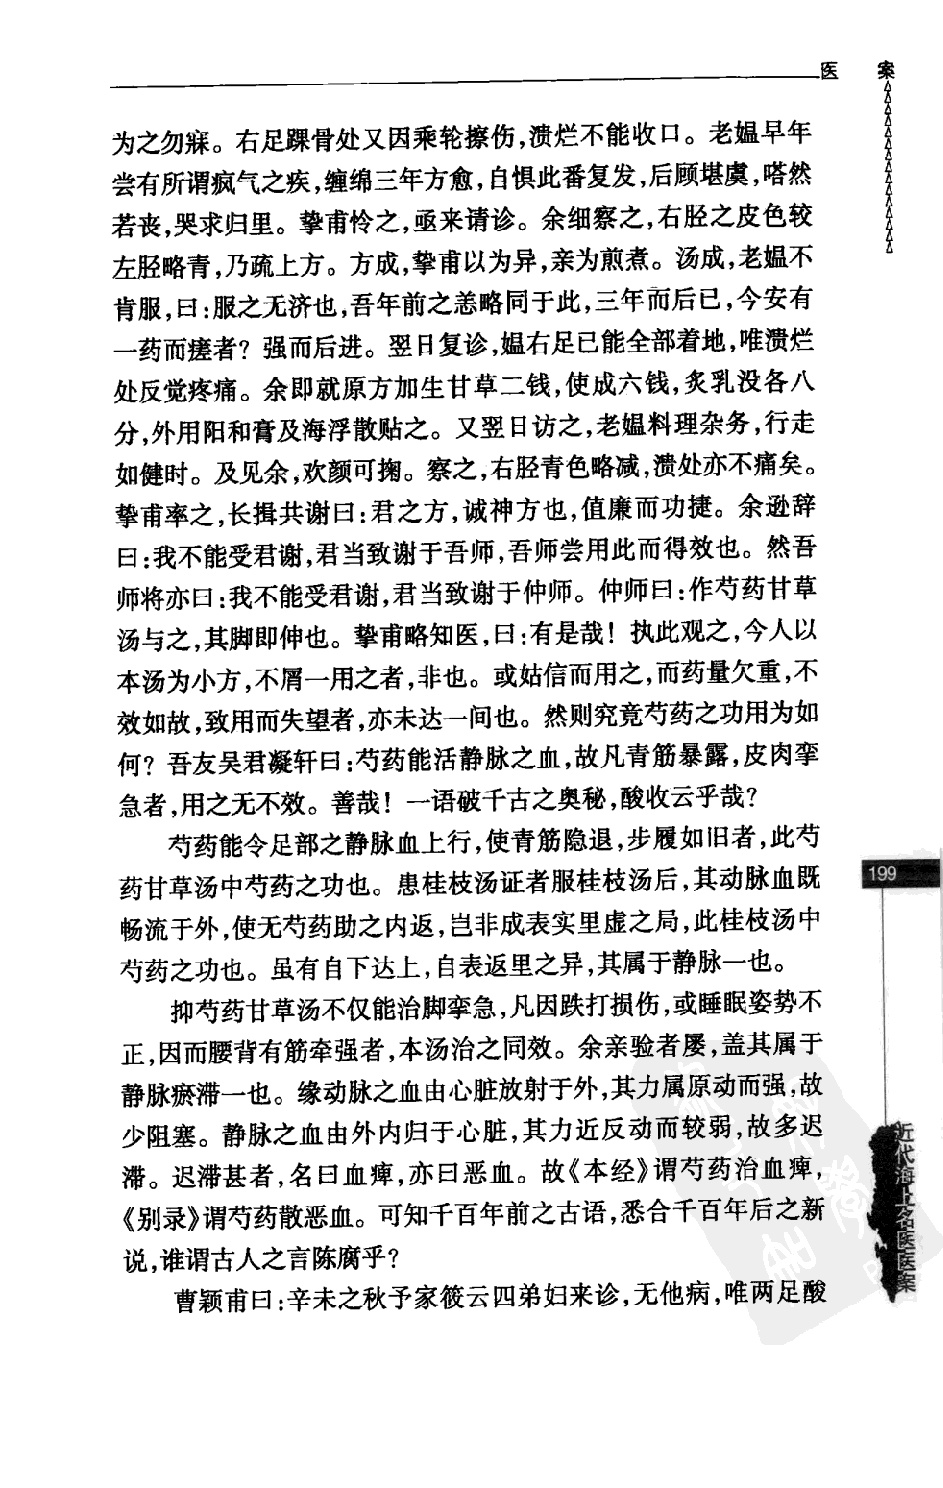 医 案
为之勿寐。右足踝骨处又因乘轮擦伤,溃烂不能收口。老媪早年
尝有所谓疯气之疾,缠绵三年方愈,自惧此番复发,后顾堪虞,嗒然
若丧,哭求归里。挚甫怜之,亟来请诊。余细察之,右胫之皮色较
左胫略青,乃疏上方。方成,挚甫以为异,亲为煎煮。汤成,老媪不
肯服,曰:服之无济也,吾年前之恙略同于此,三年而后已,今安有
一药而瘥者?强而后进。翌日复诊,媪右足已能全部着地,唯溃烂
处反觉疼痛。余即就原方加生甘草二钱,使成六钱,炙乳没各八
分,外用阳和膏及海浮散贴之。又翌日访之,老媪料理杂务,行走
如健时。及见余,欢颜可掬。察之,右胫青色略减,溃处亦不痛矣。
挚甫率之,长揖共谢曰:君之方,诚神方也,值廉而功捷。余逊辞
曰:我不能受君谢,君当致谢于吾师,吾师尝用此而得效也。然吾
师将亦曰:我不能受君谢,君当致谢于仲师。仲师曰:作芍药甘草
汤与之,其脚即伸也。挚甫略知医,曰:有是哉!执此观之,今人以
本汤为小方,不屑一用之者,非也。或姑信而用之,而药量欠重,不
效如故,致用而失望者,亦未达一间也。然则究竟芍药之功用为如
何?吾友吴君凝轩曰:芍药能活静脉之血,故凡青筋暴露,皮肉挛
急者,用之无不效。善哉!一语破千古之奥秘,酸收云乎哉?
芍药能令足部之静脉血上行,使青筋隐退,步履如旧者,此芍
药甘草汤中芍药之功也。患桂枝汤证者服桂枝汤后,其动脉血既
畅流于外,使无芍药助之内返,岂非成表实里虚之局,此桂枝汤中
芍药之功也。虽有自下达上,自表返里之异,其属于静脉一也。
抑芍药甘草汤不仅能治脚挛急,凡因跌打损伤,或睡眠姿势不
正,因而腰背有筋牵强者,本汤治之同效。余亲验者屡,盖其属于
静脉瘀滞一也。缘动脉之血由心脏放射于外,其力属原动而强,故
少阻塞。静脉之血由外内归于心脏,其力近反动而较弱,故多迟
滞。迟滞甚者,名曰血痹,亦曰恶血。故《本经》谓芍药治血痹,
《别录》谓芍药散恶血。可知千百年前之古语,悉合千百年后之新
说,谁谓古人之言陈腐乎?
曹颖甫曰:辛未之秋予家筱云四弟妇来诊,无他病,唯两足酸
199
近代海上名医医案